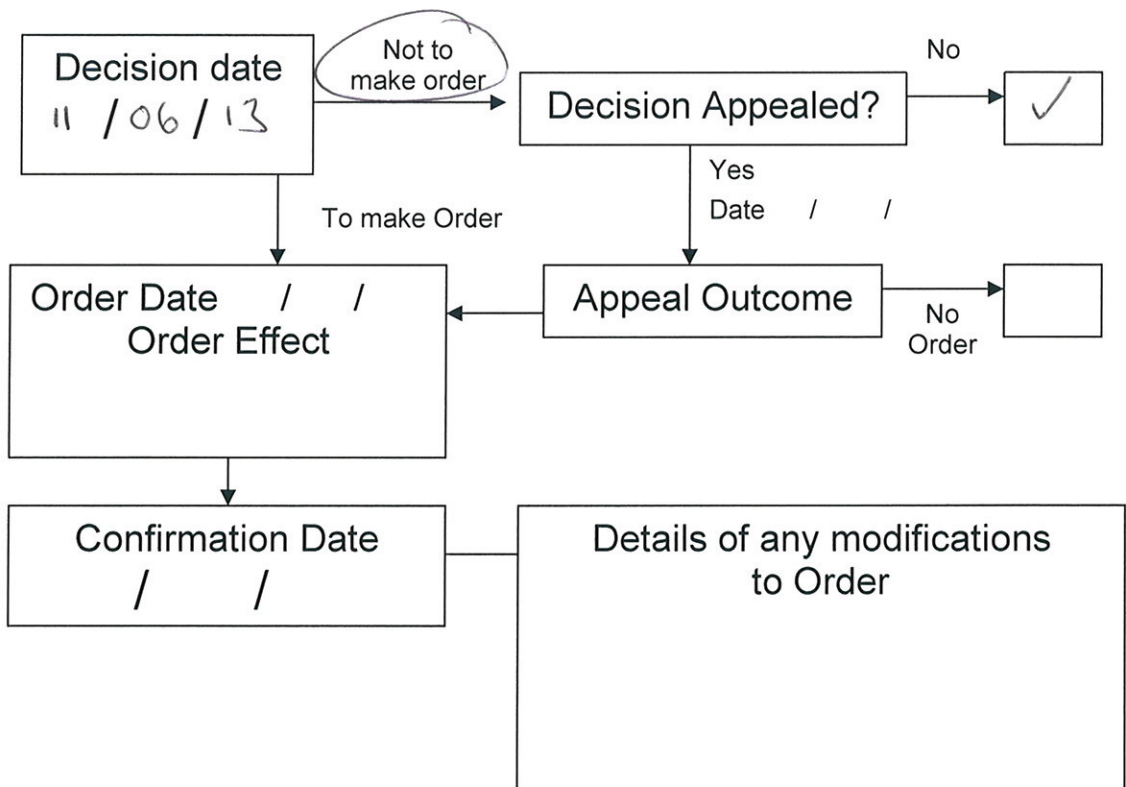 Decision date
11 / 06 / 13
Not to
make order
Decision Appealed?
No
✓
To make Order
Yes
Date / /
Order Date / /
Order Effect
Appeal Outcome
No
Order
Confirmation Date
/ /
Details of any modifications
to Order